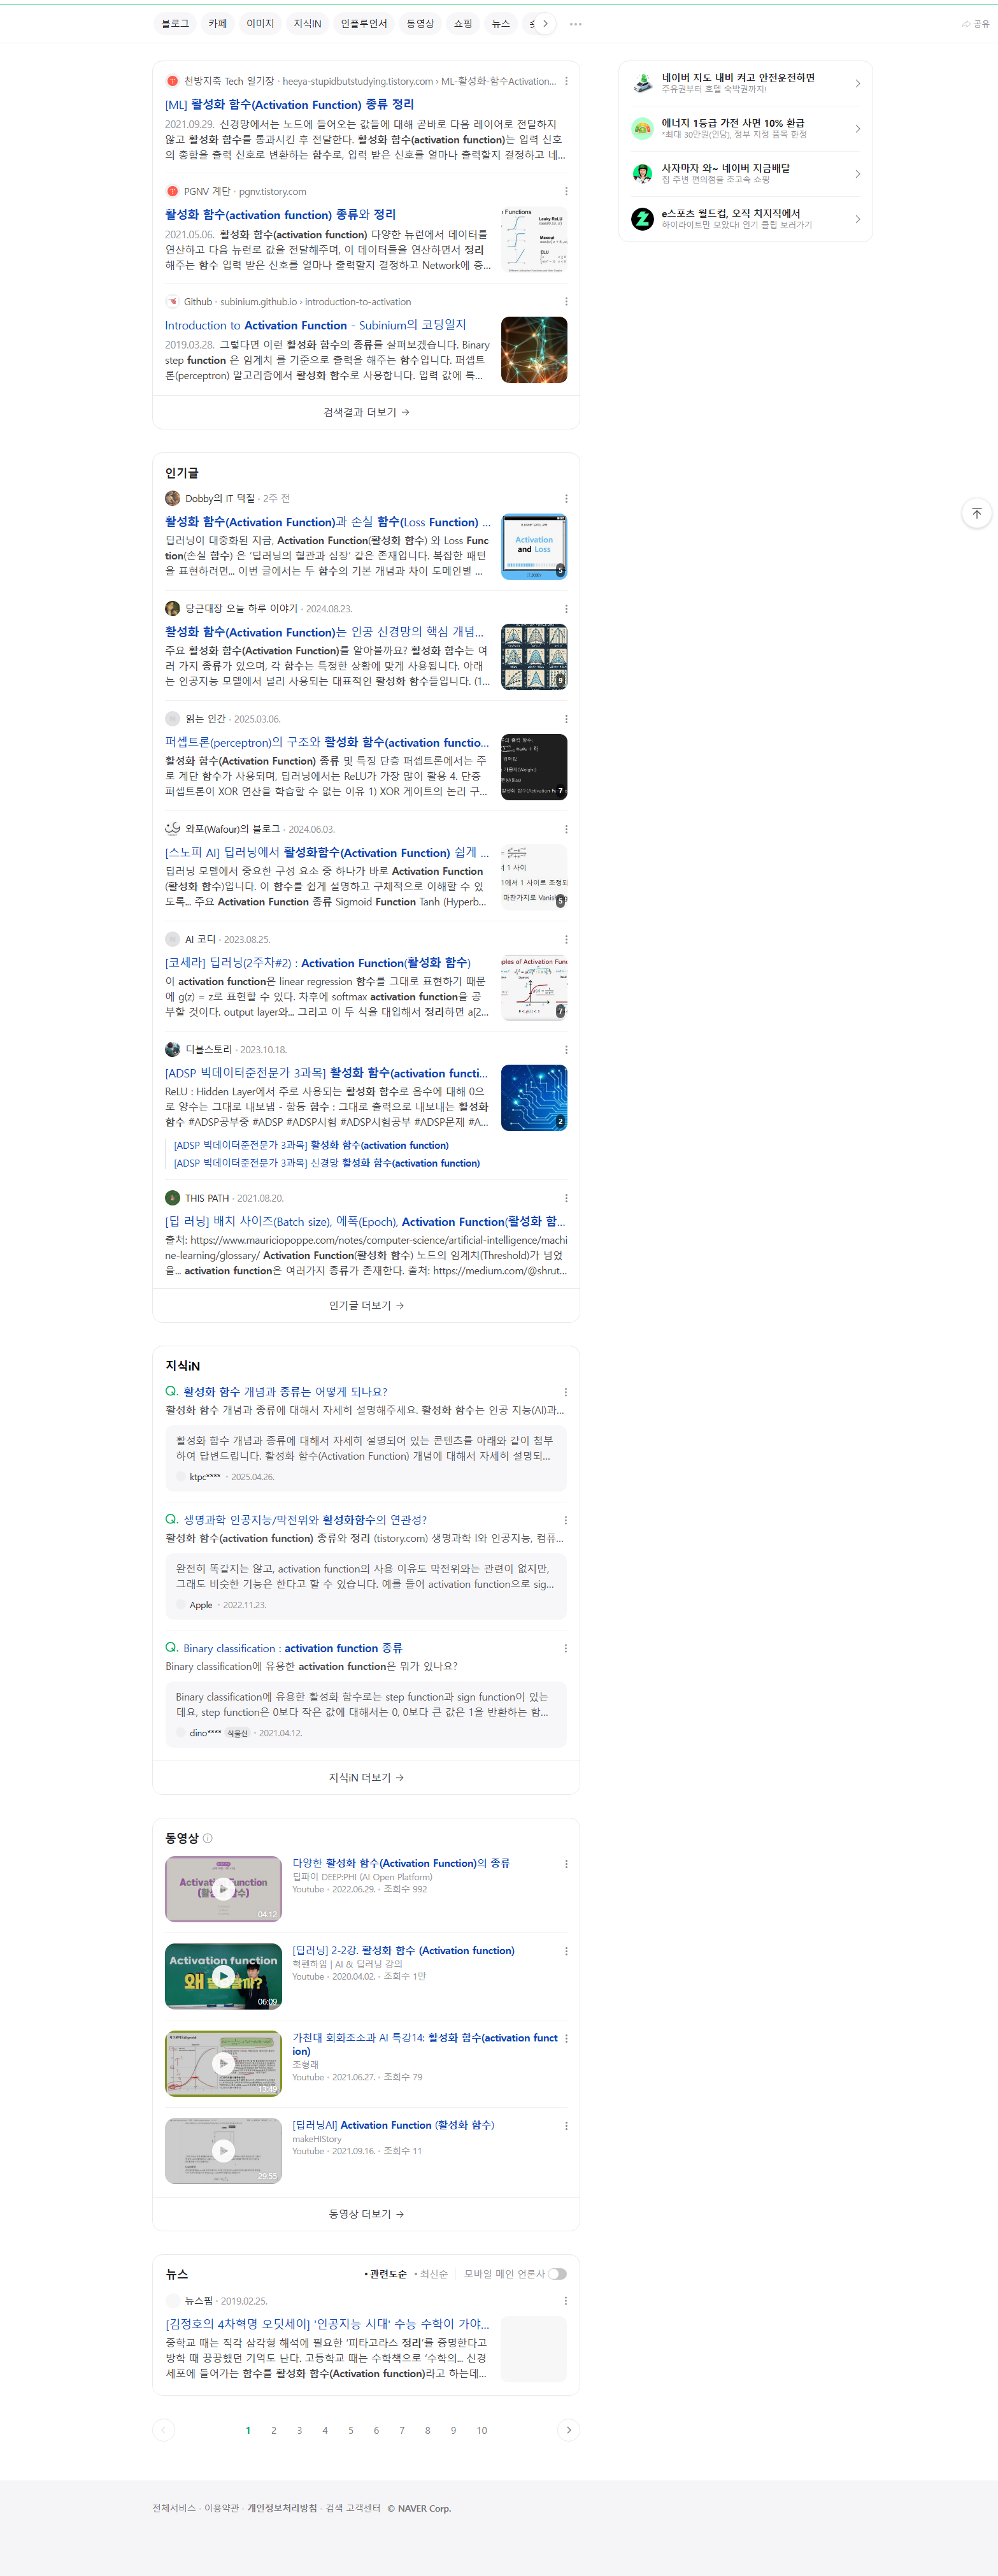 블로그 카페 이미지 지식iN 인플루언서 동영상 쇼핑 뉴스
공유
천방지축 Tech 일기장 · heeya-stupidbutstudying.tistory.com › ML-활성화-함수Activation...
[ML] 활성화 함수(Activation Function) 종류 정리
2021.09.29. 신경망에서는 노드에 들어오는 값들에 대해 곧바로 다음 레이어로 전달하지
않고 활성화 함수를 통과시킨 후 전달한다. 활성화 함수(activation function)는 입력 신호
의 총합을 출력 신호로 변환하는 함수로, 입력 받은 신호를 얼마나 출력할지 결정하고 네...
PGNV 계단 · pgnv.tistory.com
활성화 함수(activation function) 종류와 정리
2021.05.06. 활성화 함수(activation function) 다양한 뉴런에서 데이터를
연산하고 다음 뉴런로 값을 전달해주며, 이 데이터들을 연산하면서 정리
해주는 함수 입력 받은 신호를 얼마나 출력할지 결정하고 Network에 층...
Github · subinium.github.io › introduction-to-activation
Introduction to Activation Function - Subinium의 코딩일지
2019.03.28. 그렇다면 이런 활성화 함수의 종류를 살펴보겠습니다. Binary
step function 은 임계치 를 기준으로 출력을 해주는 함수입니다. 퍼셉트
론(perceptron) 알고리즘에서 활성화 함수로 사용합니다. 입력 값에 특...
검색결과 더보기
네이버 지도 내비 켜고 안전운전하면
주유권부터 호텔 숙박권까지!
에너지 1등급 가전 사면 10% 환급
*최대 30만원(인당), 정부 지정 품목 한정
사자마자 와~ 네이버 지금배달
집 주변 편의점을 초고속 쇼핑
e스포츠 월드컵, 오직 치지직에서
하이라이트만 모았다! 인기 클립 보러가기
인기글
Dobby의 IT 덕질 · 2주 전
활성화 함수(Activation Function)과 손실 함수(Loss Function) ...
딥러닝이 대중화된 지금, Activation Function(활성화 함수) 와 Loss Func
tion(손실 함수) 은 '딥러닝의 혈관과 심장' 같은 존재입니다. 복잡한 패턴
을 표현하려면... 이번 글에서는 두 함수의 기본 개념과 차이 도메인별 ...
Activation
and Loss
5
당근대장 오늘 하루 이야기 · 2024.08.23.
활성화 함수(Activation Function)는 인공 신경망의 핵심 개념...
주요 활성화 함수(Activation Function)를 알아볼까요? 활성화 함수는 여
러 가지 종류가 있으며, 각 함수는 특정한 상황에 맞게 사용됩니다. 아래
는 인공지능 모델에서 널리 사용되는 대표적인 활성화 함수들입니다. (1...
9
읽는 인간 · 2025.03.06.
퍼셉트론(perceptron)의 구조와 활성화 함수(activation functio...
활성화 함수(Activation Function) 종류 및 특징 단층 퍼셉트론에서는 주
로 계단 함수가 사용되며, 딥러닝에서는 ReLU가 가장 많이 활용 4. 단층
퍼셉트론이 XOR 연산을 학습할 수 없는 이유 1) XOR 게이트의 논리 구...
7
와포(Wafour)의 블로그 · 2024.06.03.
[스노피 AI] 딥러닝에서 활성화함수(Activation Function) 쉽게 ...
딥러닝 모델에서 중요한 구성 요소 중 하나가 바로 Activation Function
(활성화 함수)입니다. 이 함수를 쉽게 설명하고 구체적으로 이해할 수 있
도록... 주요 Activation Function 종류 Sigmoid Function Tanh (Hyperb...
5
AI 코디 · 2023.08.25.
[코세라] 딥러닝(2주차#2) : Activation Function(활성화 함수)
이 activation function은 linear regression 함수를 그대로 표현하기 때문
에 g(z) = z로 표현할 수 있다. 차후에 softmax activation function을 공
부할 것이다. output layer와... 그리고 이 두 식을 대입해서 정리하면 a[2...
7
디블스토리 · 2023.10.18.
[ADSP 빅데이터준전문가 3과목] 활성화 함수(activation functi...
ReLU : Hidden Layer에서 주로 사용되는 활성화 함수로 음수에 대해 0으
로 양수는 그대로 내보냄 - 항등 함수 : 그대로 출력으로 내보내는 활성화
함수 #ADSP공부중 #ADSP #ADSP시험 #ADSP시험공부 #ADSP문제 #A...
2
[ADSP 빅데이터준전문가 3과목] 활성화 함수(activation function)
[ADSP 빅데이터준전문가 3과목] 신경망 활성화 함수(activation function)
THIS PATH · 2021.08.20.
[딥 러닝] 배치 사이즈(Batch size), 에폭(Epoch), Activation Function(활성화 함...
출처: https://www.mauriciopoppe.com/notes/computer-science/artificial-intelligence/machi
ne-learning/glossary/ Activation Function(활성화 함수) 노드의 임계치(Threshold)가 넘었
을... activation function은 여러가지 종류가 존재한다. 출처: https://medium.com/@shrut...
인기글 더보기
지식iN
Q. 활성화 함수 개념과 종류는 어떻게 되나요?
활성화 함수 개념과 종류에 대해서 자세히 설명해주세요. 활성화 함수는 인공 지능(AI)과...
활성화 함수 개념과 종류에 대해서 자세히 설명되어 있는 콘텐츠를 아래와 같이 첨부
하여 답변드립니다. 활성화 함수(Activation Function) 개념에 대해서 자세히 설명되...
ktpc**** · 2025.04.26.
Q. 생명과학 인공지능/막전위와 활성화함수의 연관성?
활성화 함수(activation function) 종류와 정리 (tistory.com) 생명과학 I와 인공지능, 컴퓨...
완전히 똑같지는 않고, activation function의 사용 이유도 막전위와는 관련이 없지만,
그래도 비슷한 기능은 한다고 할 수 있습니다. 예를 들어 activation function으로 sig...
Apple · 2022.11.23.
Q. Binary classification : activation function 종류
Binary classification에 유용한 activation function은 뭐가 있나요?
Binary classification에 유용한 활성화 함수로는 step function과 sign function이 있는
데요, step function은 0보다 작은 값에 대해서는 0, 0보다 큰 값은 1을 반환하는 함...
dino**** 식물신 · 2021.04.12.
지식iN 더보기
동영상
다양한 활성화 함수(Activation Function)의 종류
딥파이 DEEP:PHI (AI Open Platform)
Youtube · 2022.06.29. · 조회수 992
04:12
[딥러닝] 2-2강. 활성화 함수 (Activation function)
혁펜하임 | AI & 딥러닝 강의
Youtube · 2020.04.02. · 조회수 1만
Activation function
06:09
가천대 회화조소과 AI 특강14: 활성화 함수(activation funct
ion)
조형래
Youtube · 2021.06.27. · 조회수 79
13:49
[딥러닝AI] Activation Function (활성화 함수)
makeHIStory
Youtube · 2021.09.16. · 조회수 11
29:55
동영상 더보기
뉴스
관련도순 최신순 모바일 메인 언론사
뉴스핌 · 2019.02.25.
[김정호의 4차혁명 오딧세이] '인공지능 시대' 수능 수학이 가야...
중학교 때는 직각 삼각형 해석에 필요한 '피타고라스 정리'를 증명한다고
방학 때 끙끙했던 기억도 난다. 고등학교 때는 수학책으로 '수학의... 신경
세포에 들어가는 함수를 활성화 함수(Activation function)라고 하는데...
1 2 3 4 5 6 7 8 9 10
전체서비스 · 이용약관 · 개인정보처리방침 · 검색 고객센터 © NAVER Corp.